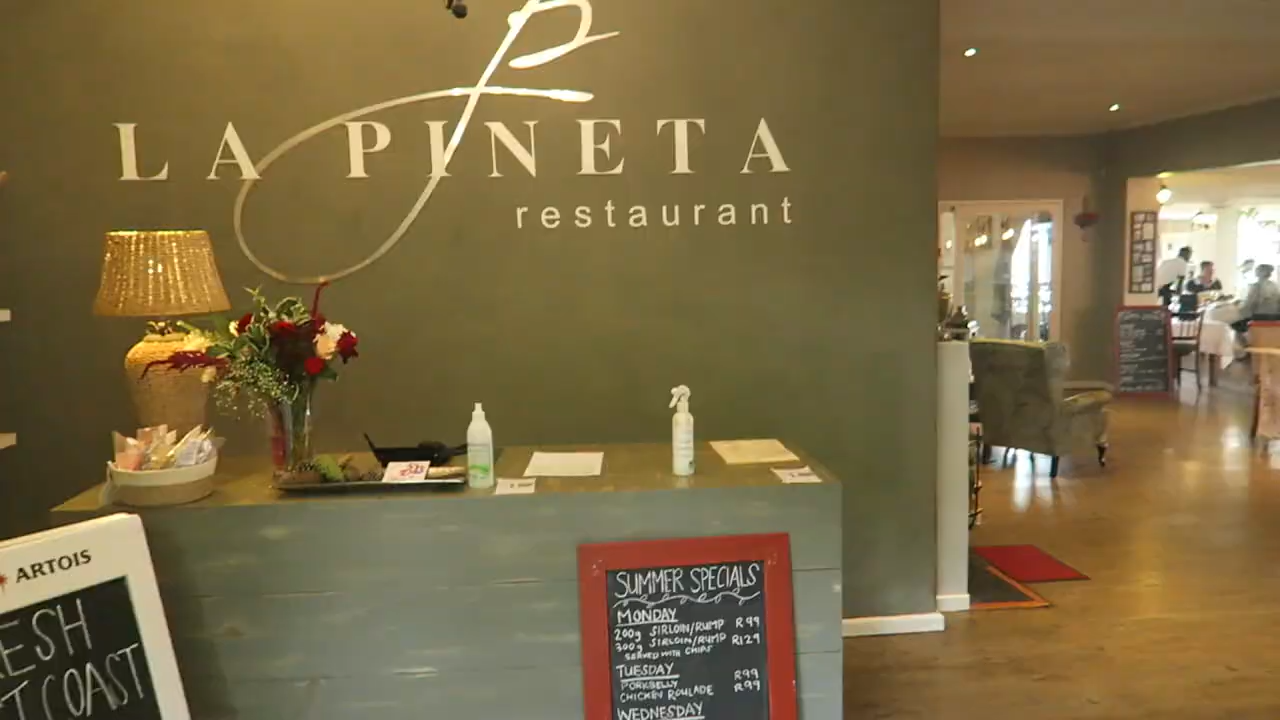 LA PINETA
restaurant
ARTOIS
ESH
T COAST
SUMMER SPECIALS
MONDAY
200g SIRLOIN/RUMP R99
300g SIRLOIN/RUMP R129
SERVED WITH CHIPS
TUESDAY
PORKBELLY R99
CHICKEN ROULADE R99
WEDNESDAY